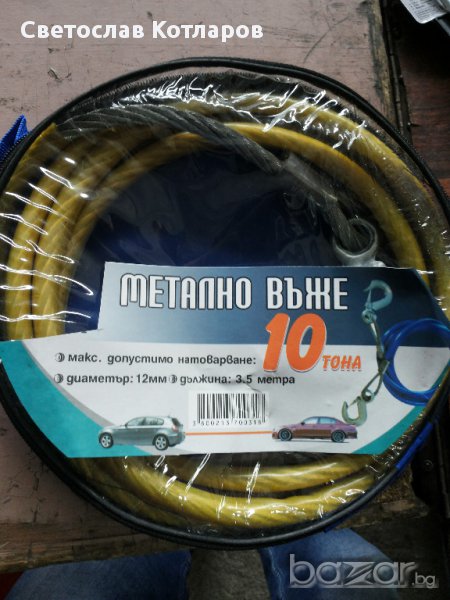 Светослав Котларов
МЕТАЛНО ВЪЖЕ
10 ТОНА
макс. допустимо натоварване:
диаметър: 12мм дължина: 3.5 метра
bazar.bg